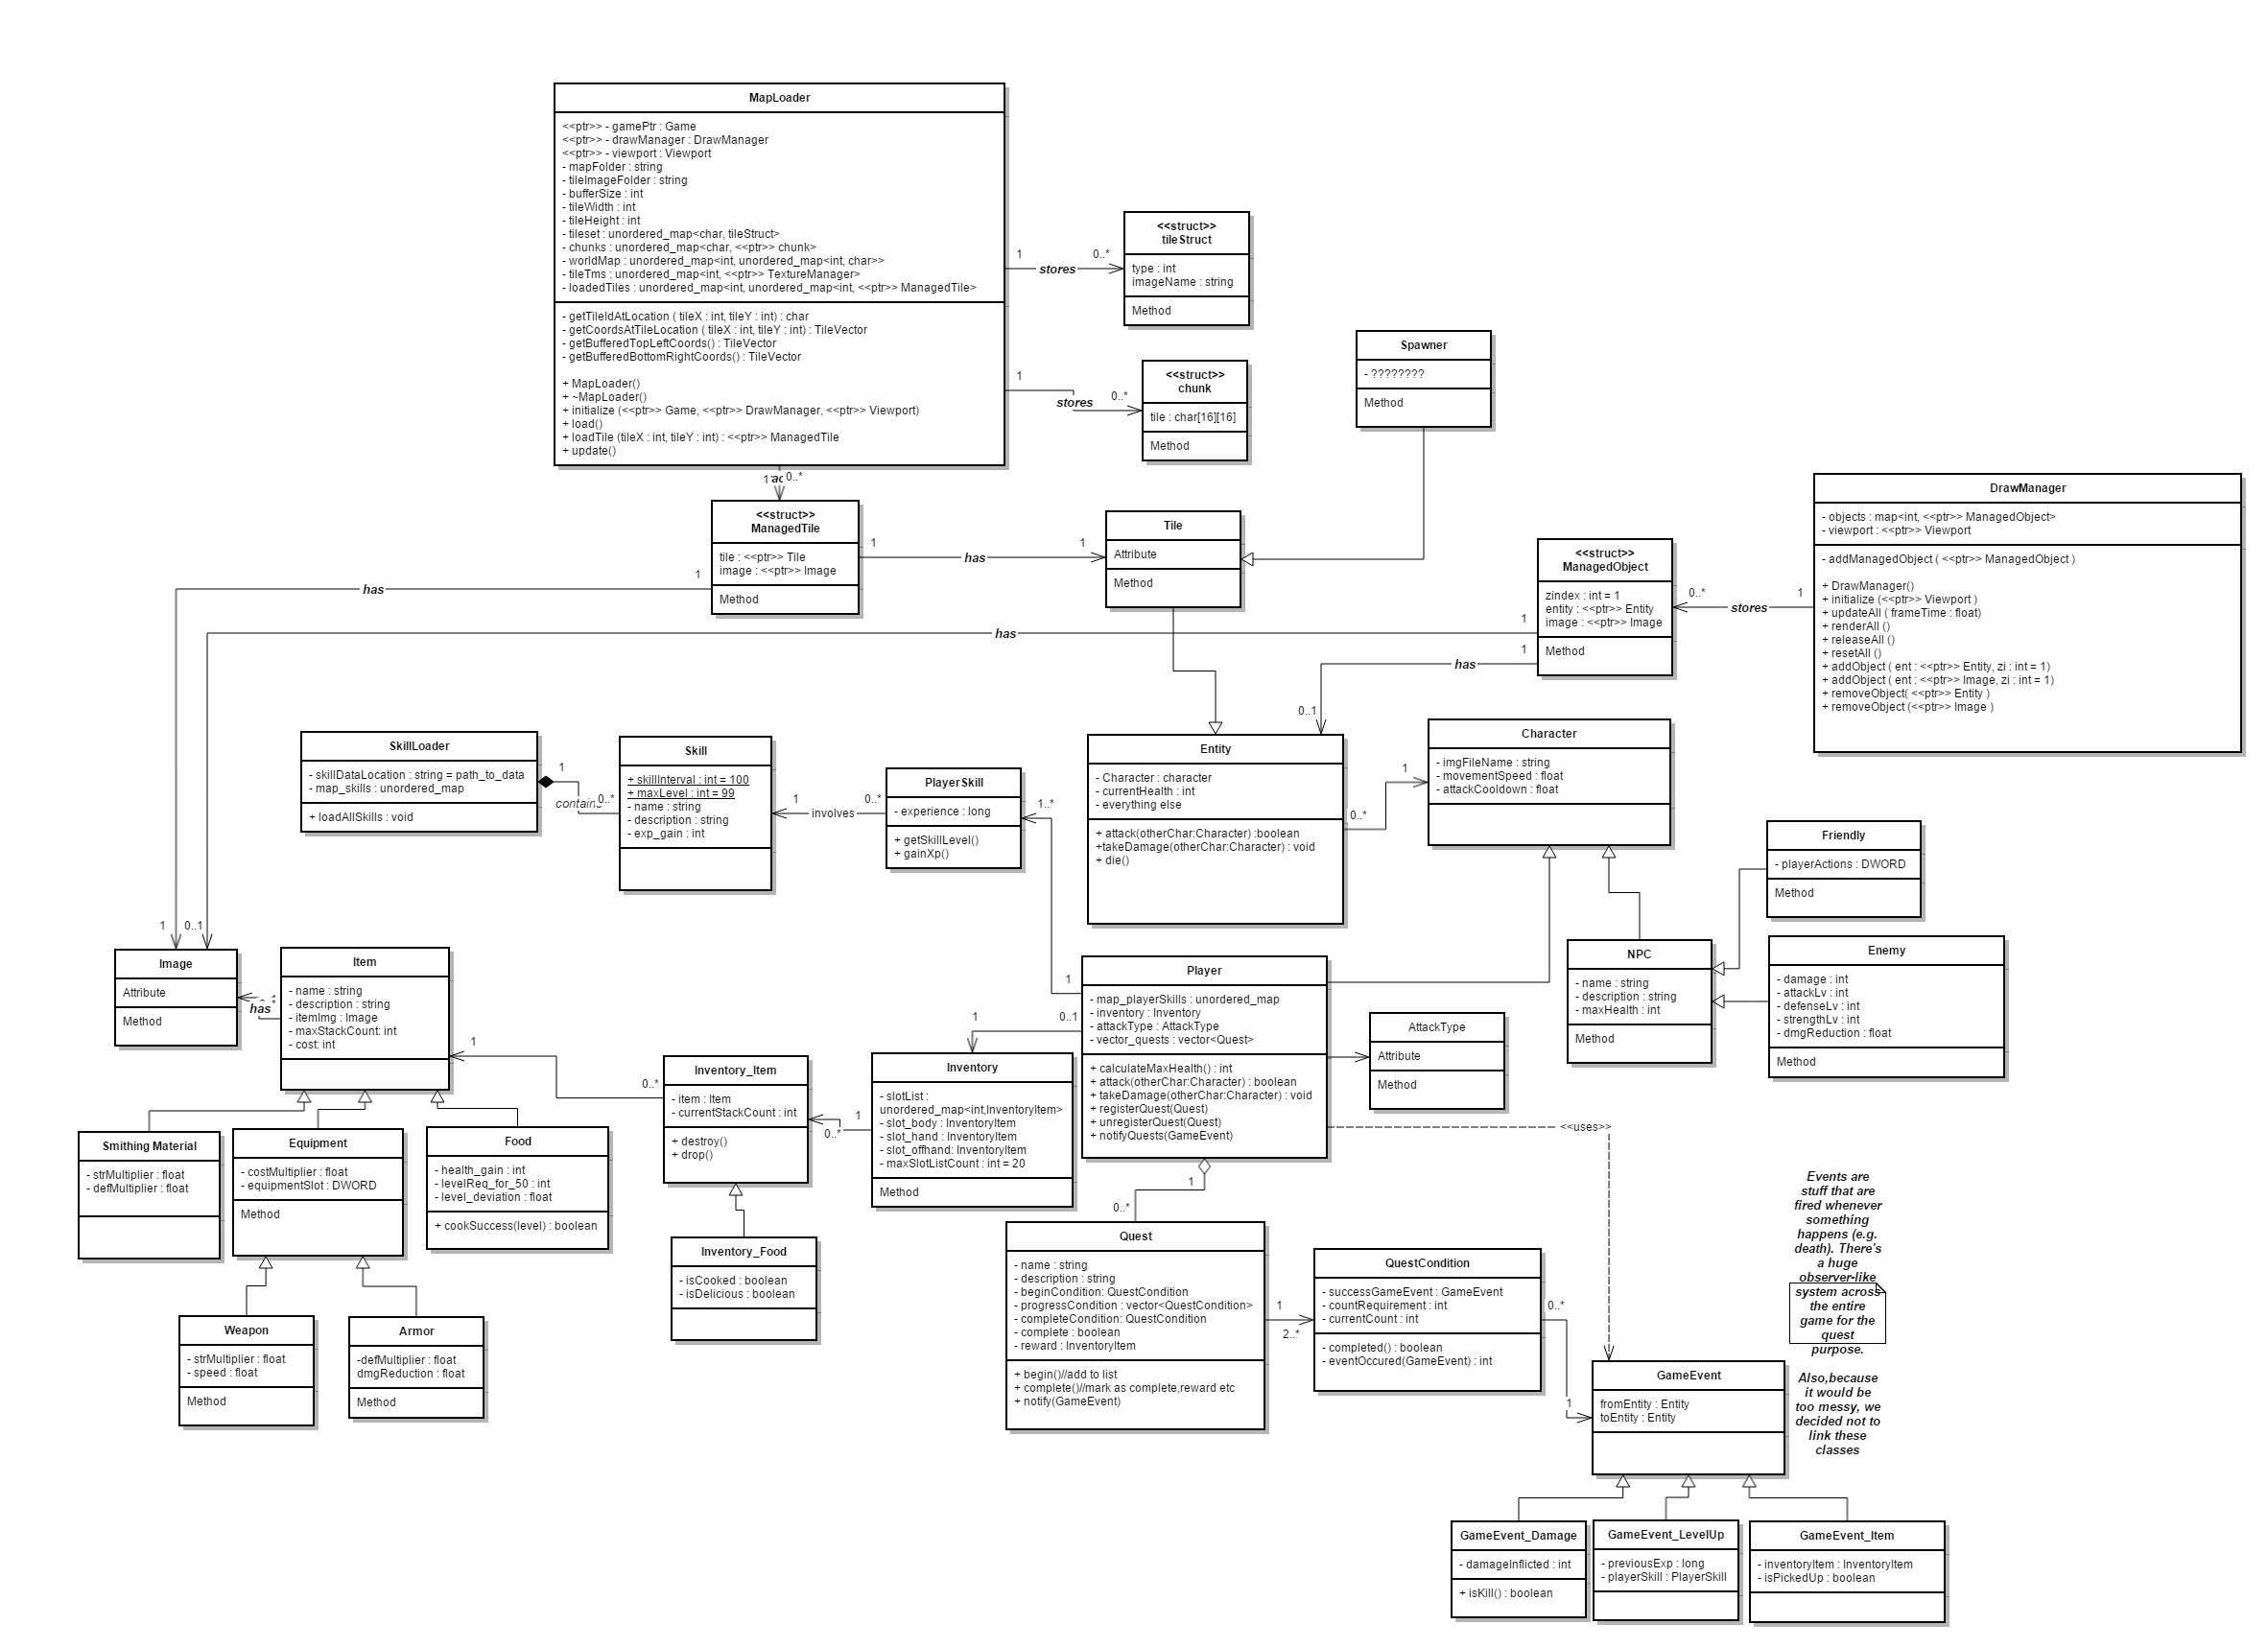 MapLoader
<<ptr>> - gamePtr : Game
<<ptr>> - drawManager : DrawManager
<<ptr>> - viewport : Viewport
- mapFolder : string
- tileImageFolder : string
- bufferSize : int
- tileWidth : int
- tileHeight : int
- tileset : unordered_map<char, tileStruct>
- chunks : unordered_map<char, <<ptr>> chunk>
- worldMap : unordered_map<int, unordered_map<int, char>>
- tileTms : unordered_map<int, <<ptr>> TextureManager>
- loadedTiles : unordered_map<int, unordered_map<int, <<ptr>> ManagedTile>
- getTileIdAtLocation ( tileX : int, tileY : int) : char
- getCoordsAtTileLocation ( tileX : int, tileY : int) : TileVector
- getBufferedTopLeftCoords() : TileVector
- getBufferedBottomRightCoords() : TileVector
+ MapLoader()
+ ~MapLoader()
+ initialize (<<ptr>> Game, <<ptr>> DrawManager, <<ptr>> Viewport)
+ load()
+ loadTile (tileX : int, tileY : int) : <<ptr>> ManagedTile
+ update()
1
stores
0..*
<<struct>>
tileStruct
type : int
imageName : string
Method
1
stores
0..*
<<struct>>
chunk
tile : char[16][16]
Method
Spawner
- ????????
Method
1
0..*
<<struct>>
ManagedTile
tile : <<ptr>> Tile
image : <<ptr>> Image
Method
1
has
1
Tile
Attribute
Method
1
has
<<struct>>
ManagedObject
zindex : int = 1
entity : <<ptr>> Entity
image : <<ptr>> Image
Method
0..*
stores
1
DrawManager
- objects : map<int, <<ptr>> ManagedObject>
- viewport : <<ptr>> Viewport
- addManagedObject ( <<ptr>> ManagedObject )
+ DrawManager()
+ initialize (<<ptr>> Viewport )
+ updateAll ( frameTime : float)
+ renderAll ()
+ releaseAll ()
+ resetAll ()
+ addObject ( ent : <<ptr>> Entity, zi : int = 1)
+ addObject ( ent : <<ptr>> Image, zi : int = 1)
+ removeObject( <<ptr>> Entity )
+ removeObject (<<ptr>> Image )
1
has
1
has
0..1
SkillLoader
- skillDataLocation : string = path_to_data
- map_skills : unordered_map
+ loadAllSkills : void
1
0..*
Skill
+ skillInterval : int = 100
+ maxLevel : int = 99
- name : string
- description : string
- exp_gain : int
1
involves
0..*
PlayerSkill
- experience : long
+ getSkillLevel()
+ gainXp()
1..*
Entity
- Character : character
- currentHealth : int
- everything else
+ attack(otherChar:Character) :boolean
+takeDamage(otherChar:Character) : void
+ die()
0..*
1
Character
- imgFileName : string
- movementSpeed : float
- attackCooldown : float
Friendly
- playerActions : DWORD
Method
NPC
- name : string
- description : string
- maxHealth : int
Method
Enemy
- damage : int
- attackLv : int
- defenseLv : int
- strengthLv : int
- dmgReduction : float
Method
1
0..1
Image
Attribute
Method
has
Item
- name : string
- description : string
- itemImg : Image
- maxStackCount: int
- cost: int
1
0..*
Inventory_Item
- item : Item
- currentStackCount : int
+ destroy()
+ drop()
0..*
1
Inventory
- slotList :
unordered_map<int,InventoryItem>
- slot_body : InventoryItem
- slot_hand : InventoryItem
- slot_offhand: InventoryItem
- maxSlotListCount : int = 20
Method
1
0..1
1
Player
- map_playerSkills : unordered_map
- inventory : Inventory
- attackType : AttackType
- vector_quests : vector<Quest>
+ calculateMaxHealth() : int
+ attack(otherChar:Character) : boolean
+ takeDamage(otherChar:Character) : void
+ registerQuest(Quest)
+ unregisterQuest(Quest)
+ notifyQuests(GameEvent)
AttackType
Attribute
Method
<<uses>>
Smithing Material
- strMultiplier : float
- defMultiplier : float
Equipment
- costMultiplier : float
- equipmentSlot : DWORD
Method
Food
- health_gain : int
- levelReq_for_50 : int
- level_deviation : float
+ cookSuccess(level) : boolean
Inventory_Food
- isCooked : boolean
- isDelicious : boolean
Weapon
- strMultiplier : float
- speed : float
Method
Armor
-defMultiplier : float
dmgReduction : float
Method
1
0..*
Quest
- name : string
- description : string
- beginCondition: QuestCondition
- progressCondition : vector<QuestCondition>
- completeCondition: QuestCondition
- complete : boolean
- reward : InventoryItem
+ begin()//add to list
+ complete()//mark as complete,reward etc
+ notify(GameEvent)
1
2..*
QuestCondition
- successGameEvent : GameEvent
- countRequirement : int
- currentCount : int
- completed() : boolean
- eventOccured(GameEvent) : int
0..*
1
Events are
stuff that are
fired whenever
something
happens (e.g.
death). There's
a huge
observer-like
system across
the entire
game for the
quest
purpose.
Also,because
it would be
too messy, we
decided not to
link these
classes
GameEvent
fromEntity : Entity
toEntity : Entity
GameEvent_Damage
- damageInflicted : int
+ isKill() : boolean
GameEvent_LevelUp
- previousExp : long
- playerSkill : PlayerSkill
GameEvent_Item
- inventoryItem : InventoryItem
- isPickedUp : boolean